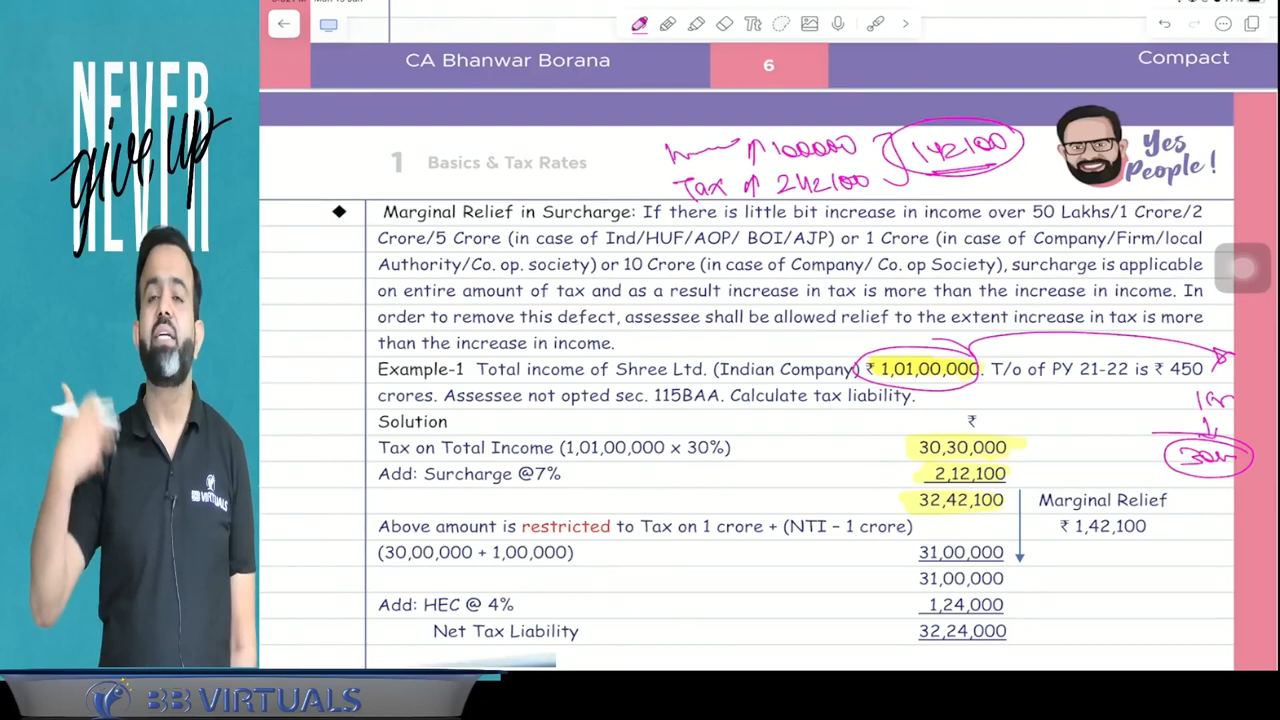 NEVER
give up
NEVER
BB VIRTUALS
CA Bhanwar Borana
6
Compact
1 Basics & Tax Rates
↑ 100000
Tax ↑ 242100
142100
Yes
People!
◆ Marginal Relief in Surcharge: If there is little bit increase in income over 50 Lakhs/1 Crore/2
Crore/5 Crore (in case of Ind/HUF/AOP/ BOI/AJP) or 1 Crore (in case of Company/Firm/local
Authority/Co. op. society) or 10 Crore (in case of Company/ Co. op Society), surcharge is applicable
on entire amount of tax and as a result increase in tax is more than the increase in income. In
order to remove this defect, assessee shall be allowed relief to the extent increase in tax is more
than the increase in income.
Example-1 Total income of Shree Ltd. (Indian Company) ₹ 1,01,00,000. T/o of PY 21-22 is ₹ 450
crores. Assessee not opted sec. 115BAA. Calculate tax liability.
Solution ₹
Tax on Total Income (1,01,00,000 x 30%) 30,30,000
Add: Surcharge @7% 2,12,100
32,42,100 Marginal Relief
Above amount is restricted to Tax on 1 crore + (NTI – 1 crore) ₹ 1,42,100
(30,00,000 + 1,00,000) 31,00,000
31,00,000
Add: HEC @ 4% 1,24,000
Net Tax Liability 32,24,000
BB VIRTUALS